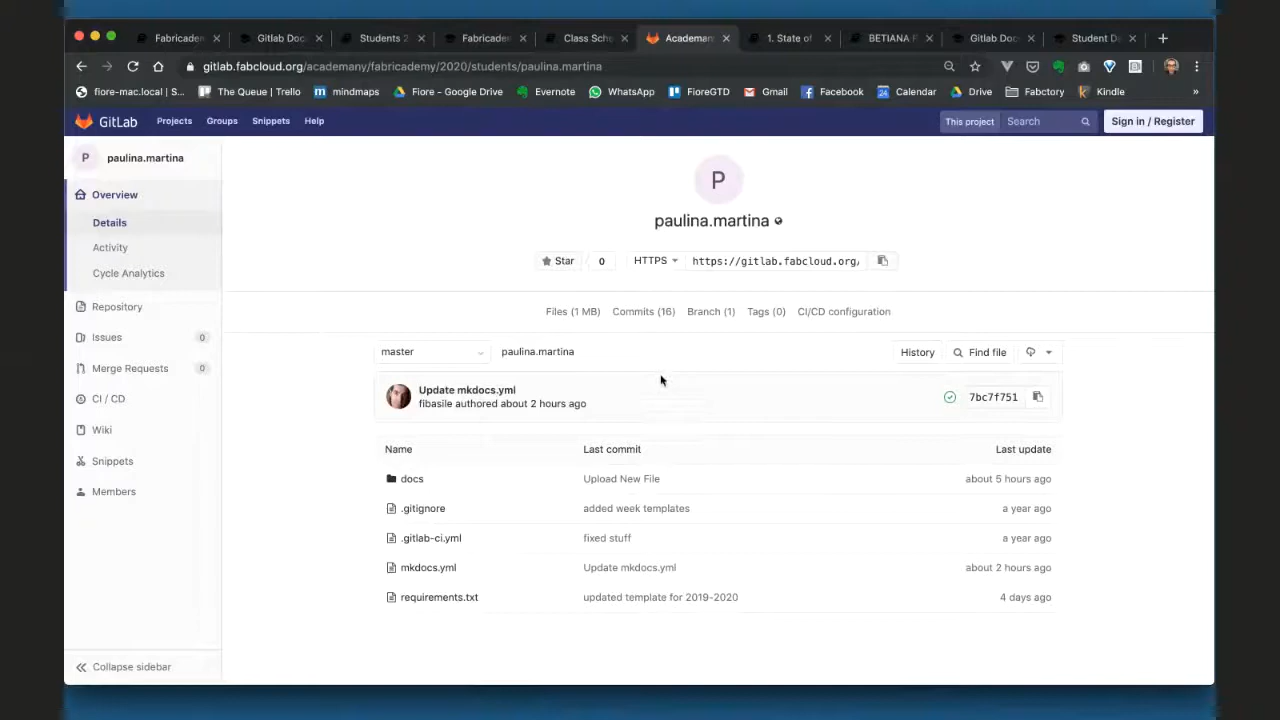 Fabricaden
Gitlab Doc
Students 2
Fabricaden
Class Sche
Academan
1. State of
BETIANA F
Gitlab Doc
Student D
gitlab.fabcloud.org/academany/fabricademy/2020/students/paulina.martina
fiore-mac.local | S...
The Queue | Trello
mindmaps
Fiore - Google Drive
Evernote
WhatsApp
FioreGTD
Gmail
Facebook
Calendar
Drive
Fabctory
Kindle
»
GitLab
Projects
Groups
Snippets
Help
This project
Search
Sign in / Register
P
paulina.martina
Overview
Details
Activity
Cycle Analytics
Repository
Issues
0
Merge Requests
0
CI / CD
Wiki
Snippets
Members
Collapse sidebar
P
paulina.martina
Star
0
HTTPS
https://gitlab.fabcloud.org/
Files (1 MB)
Commits (16)
Branch (1)
Tags (0)
CI/CD configuration
master
paulina.martina
History
Find file
Update mkdocs.yml
fibasile authored about 2 hours ago
7bc7f751
Name
Last commit
Last update
docs
Upload New File
about 5 hours ago
.gitignore
added week templates
a year ago
.gitlab-ci.yml
fixed stuff
a year ago
mkdocs.yml
Update mkdocs.yml
about 2 hours ago
requirements.txt
updated template for 2019-2020
4 days ago